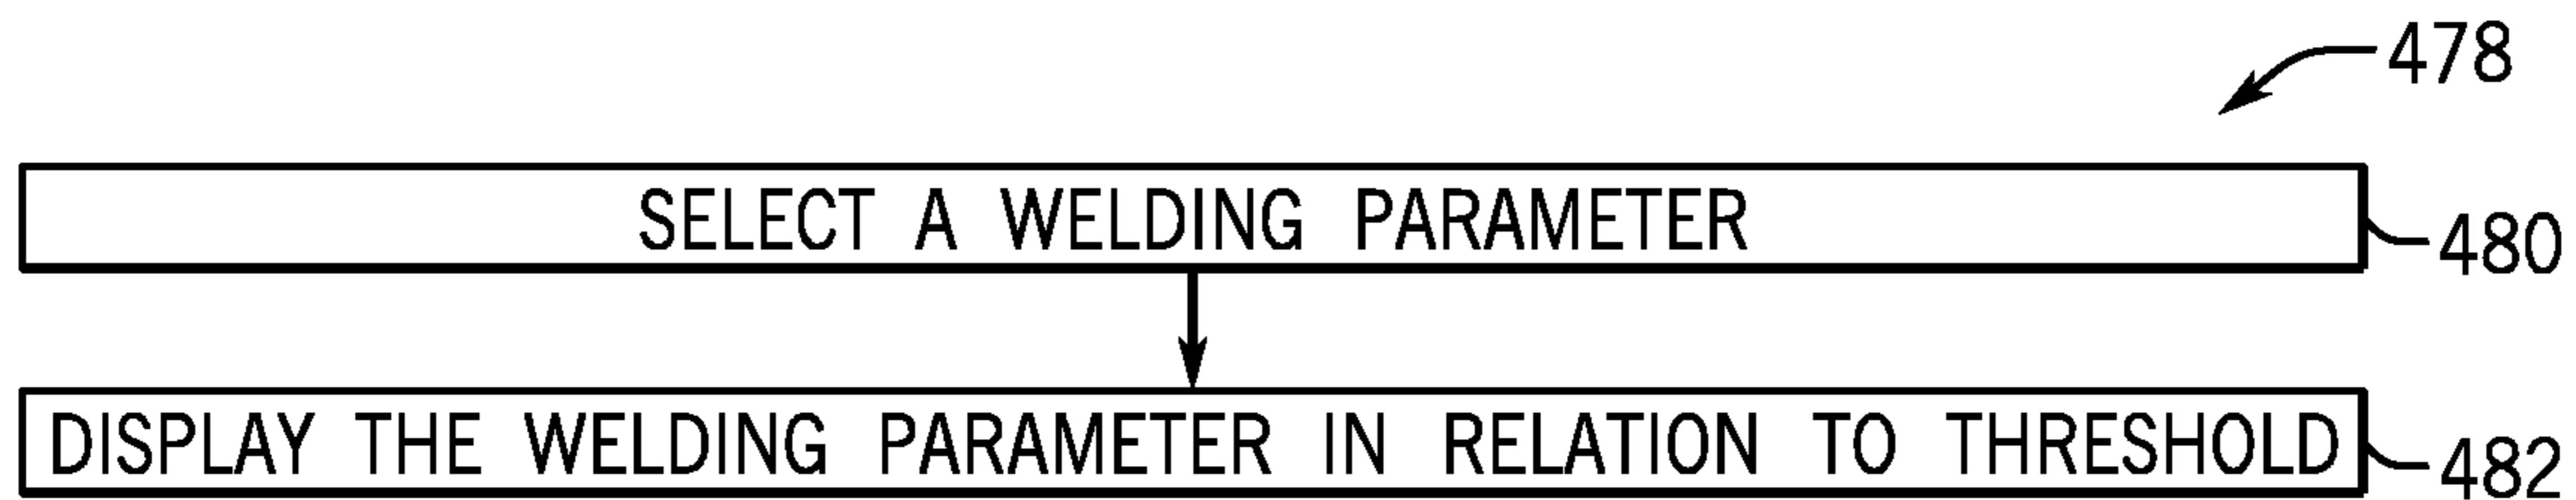 478
SELECT A WELDING PARAMETER
480
DISPLAY THE WELDING PARAMETER IN RELATION TO THRESHOLD
482